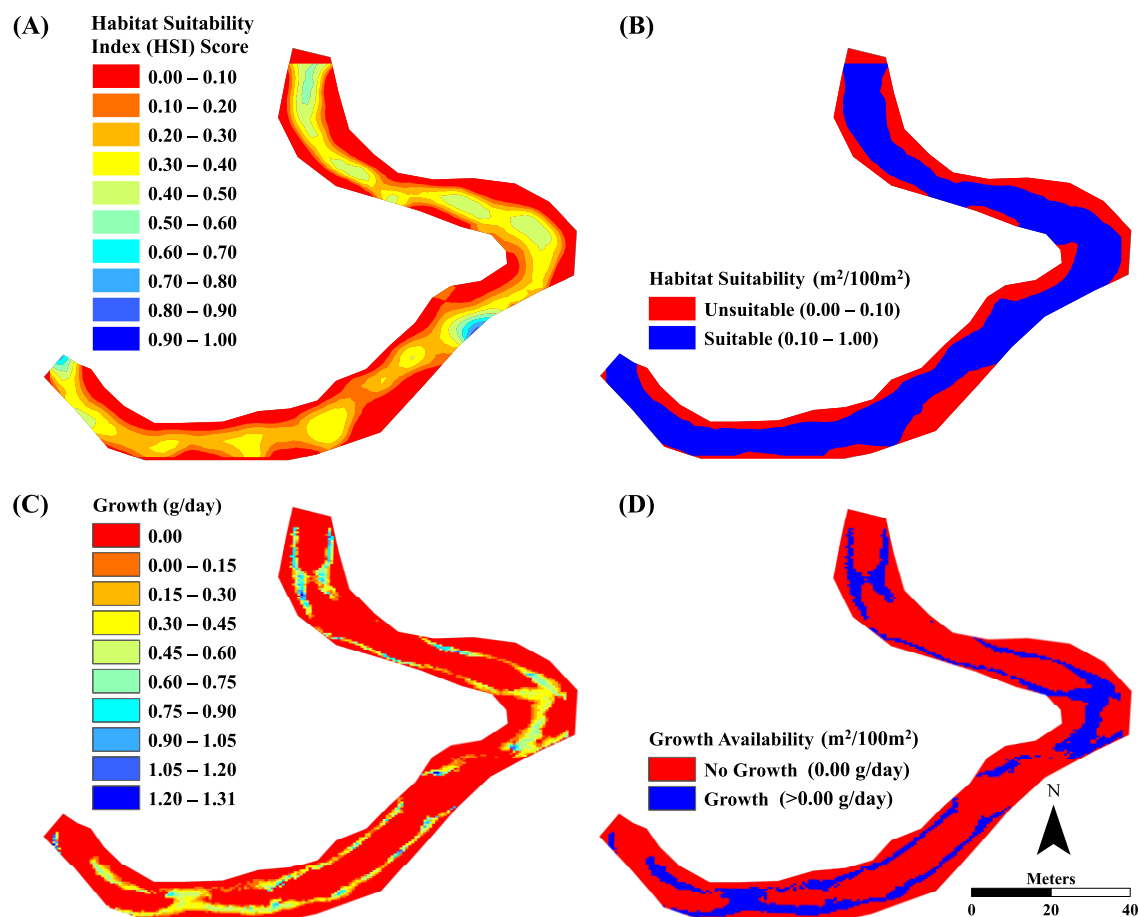 (A)
Habitat Suitability
Index (HSI) Score
0.00 – 0.10
0.10 – 0.20
0.20 – 0.30
0.30 – 0.40
0.40 – 0.50
0.50 – 0.60
0.60 – 0.70
0.70 – 0.80
0.80 – 0.90
0.90 – 1.00
(B)
Habitat Suitability (m²/100m²)
Unsuitable (0.00 – 0.10)
Suitable (0.10 – 1.00)
(C)
Growth (g/day)
0.00
0.00 – 0.15
0.15 – 0.30
0.30 – 0.45
0.45 – 0.60
0.60 – 0.75
0.75 – 0.90
0.90 – 1.05
1.05 – 1.20
1.20 – 1.31
(D)
Growth Availability (m²/100m²)
No Growth (0.00 g/day)
Growth (>0.00 g/day)
N
Meters
0 20 40